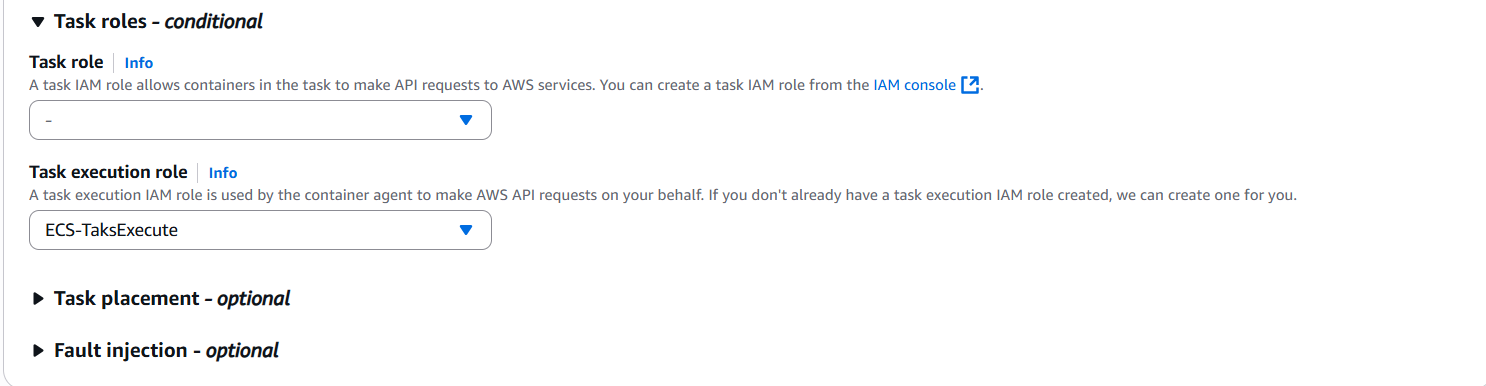 Task roles - conditional
Task role Info
A task IAM role allows containers in the task to make API requests to AWS services. You can create a task IAM role from the IAM console.
-
Task execution role Info
A task execution IAM role is used by the container agent to make AWS API requests on your behalf. If you don't already have a task execution IAM role created, we can create one for you.
ECS-TaksExecute
Task placement - optional
Fault injection - optional